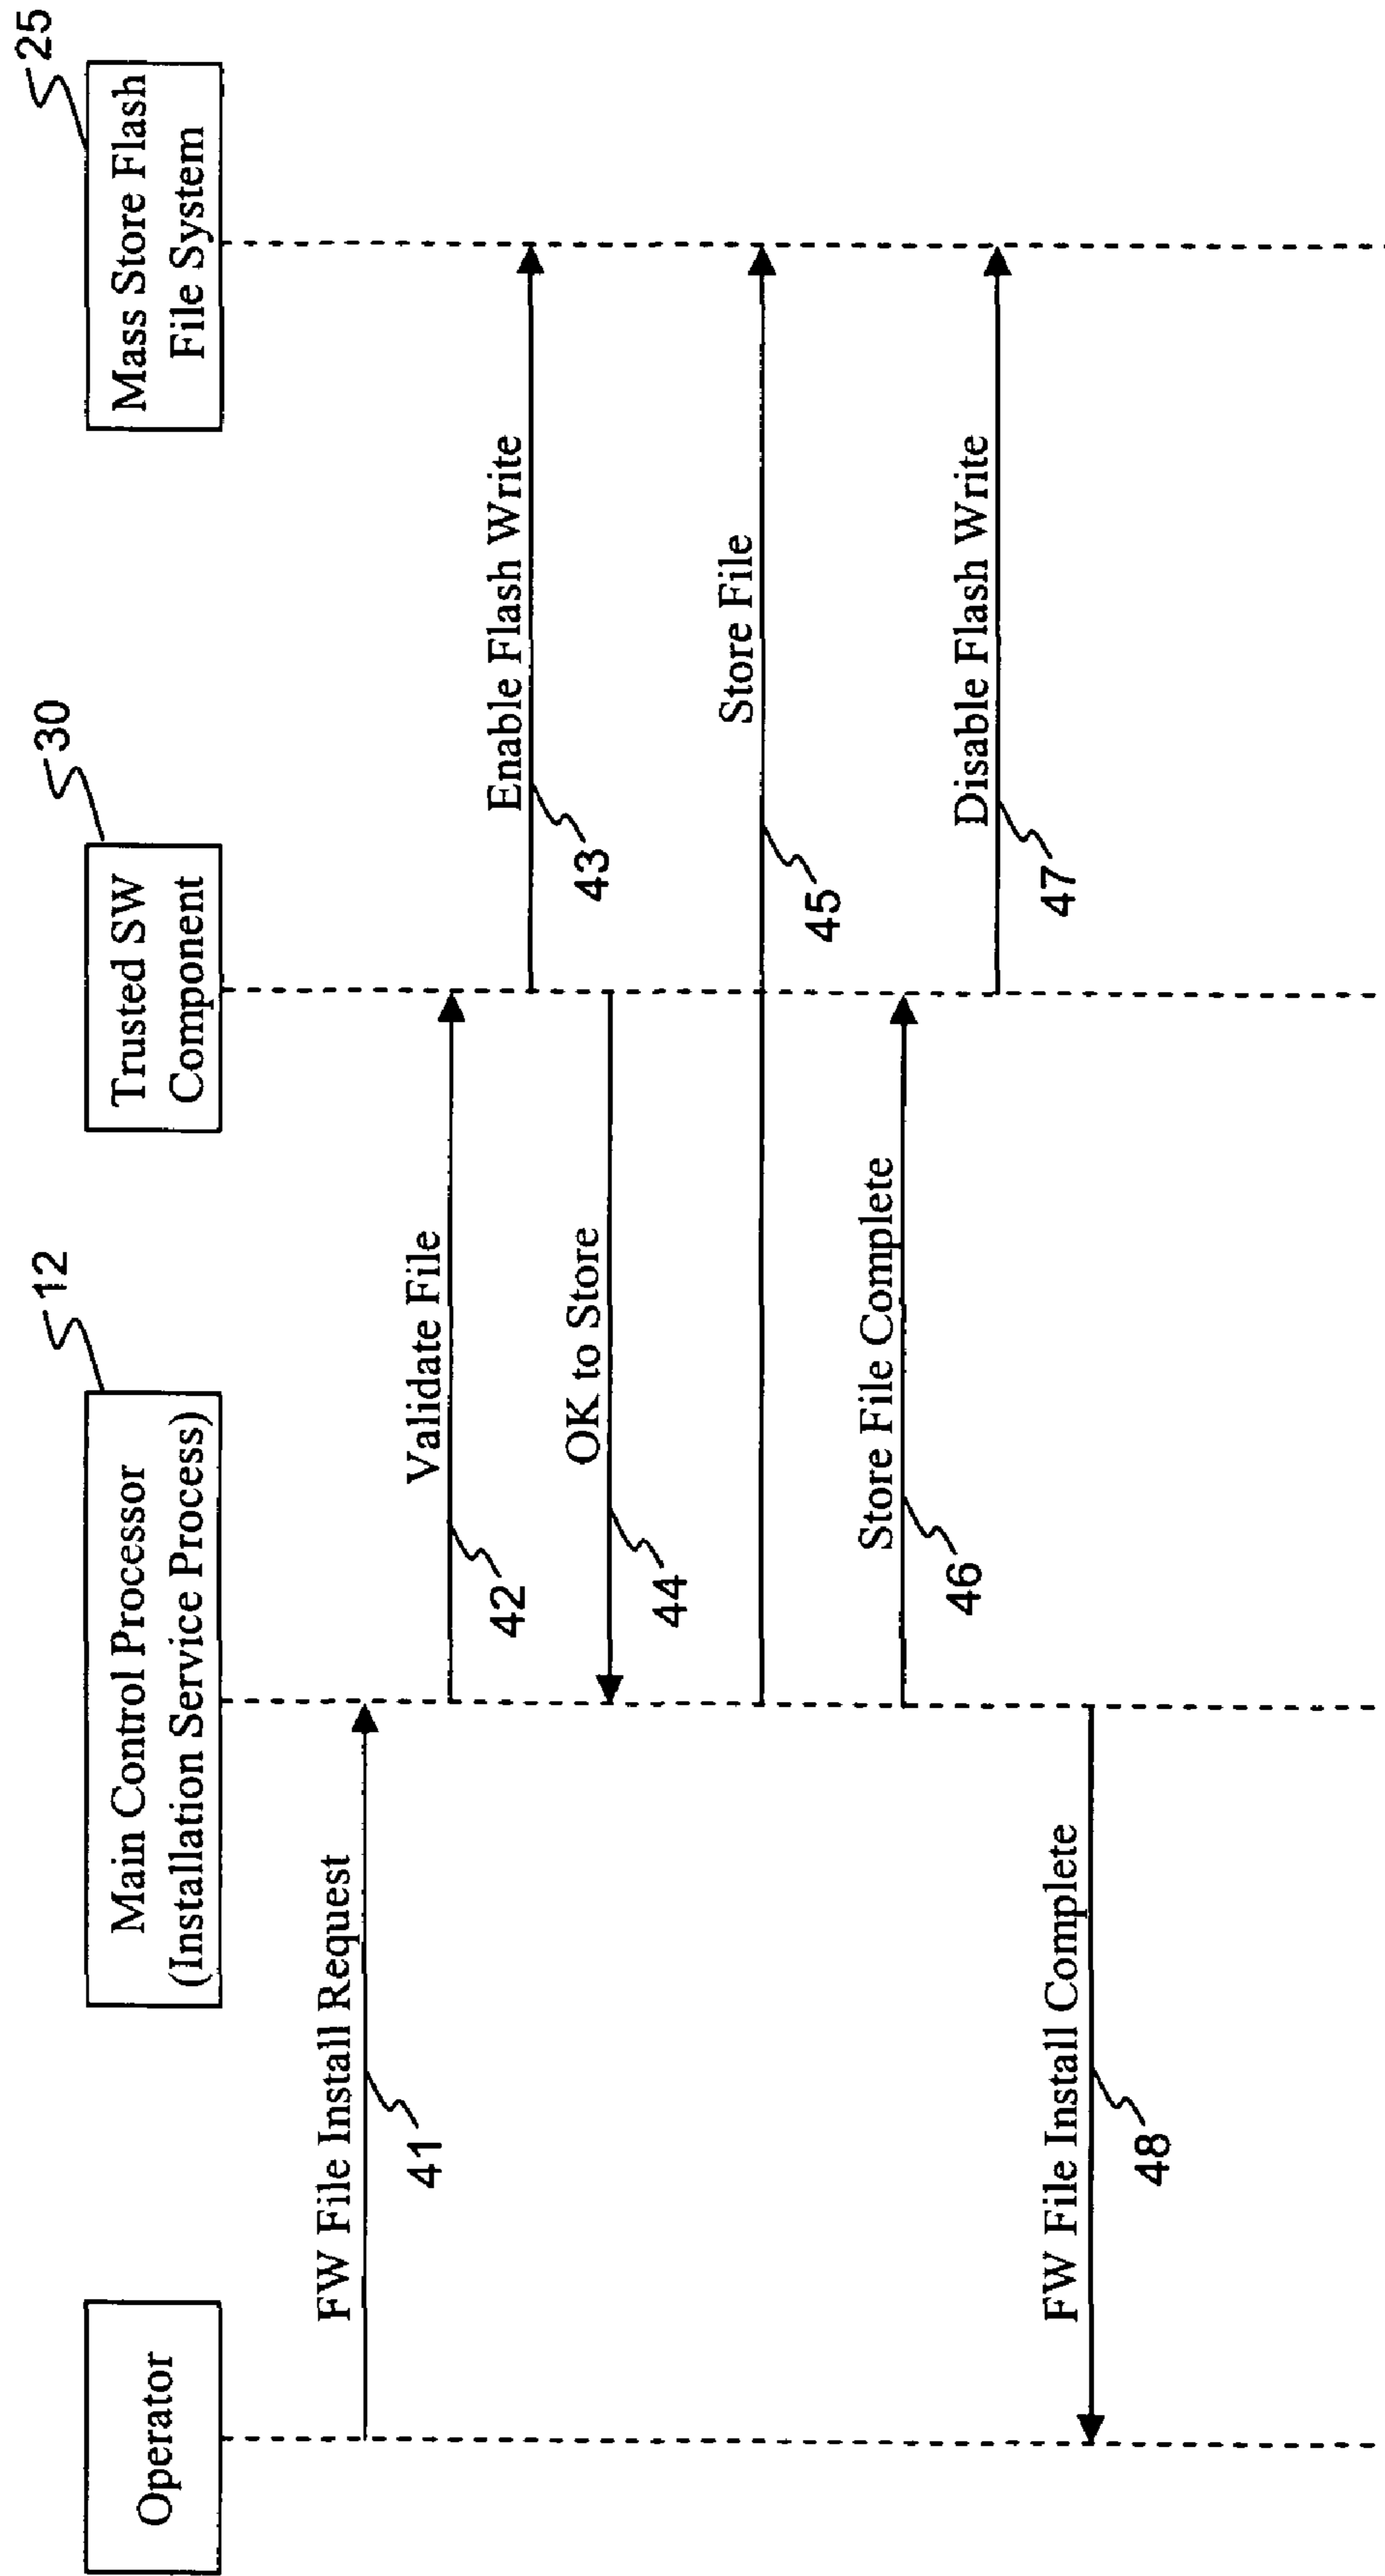 Operator
Main Control Processor
(Installation Service Process)
12
Trusted SW
Component
30
Mass Store Flash
File System
25
FW File Install Request
41
Validate File
42
Enable Flash Write
43
OK to Store
44
Store File
45
Store File Complete
46
Disable Flash Write
47
FW File Install Complete
48